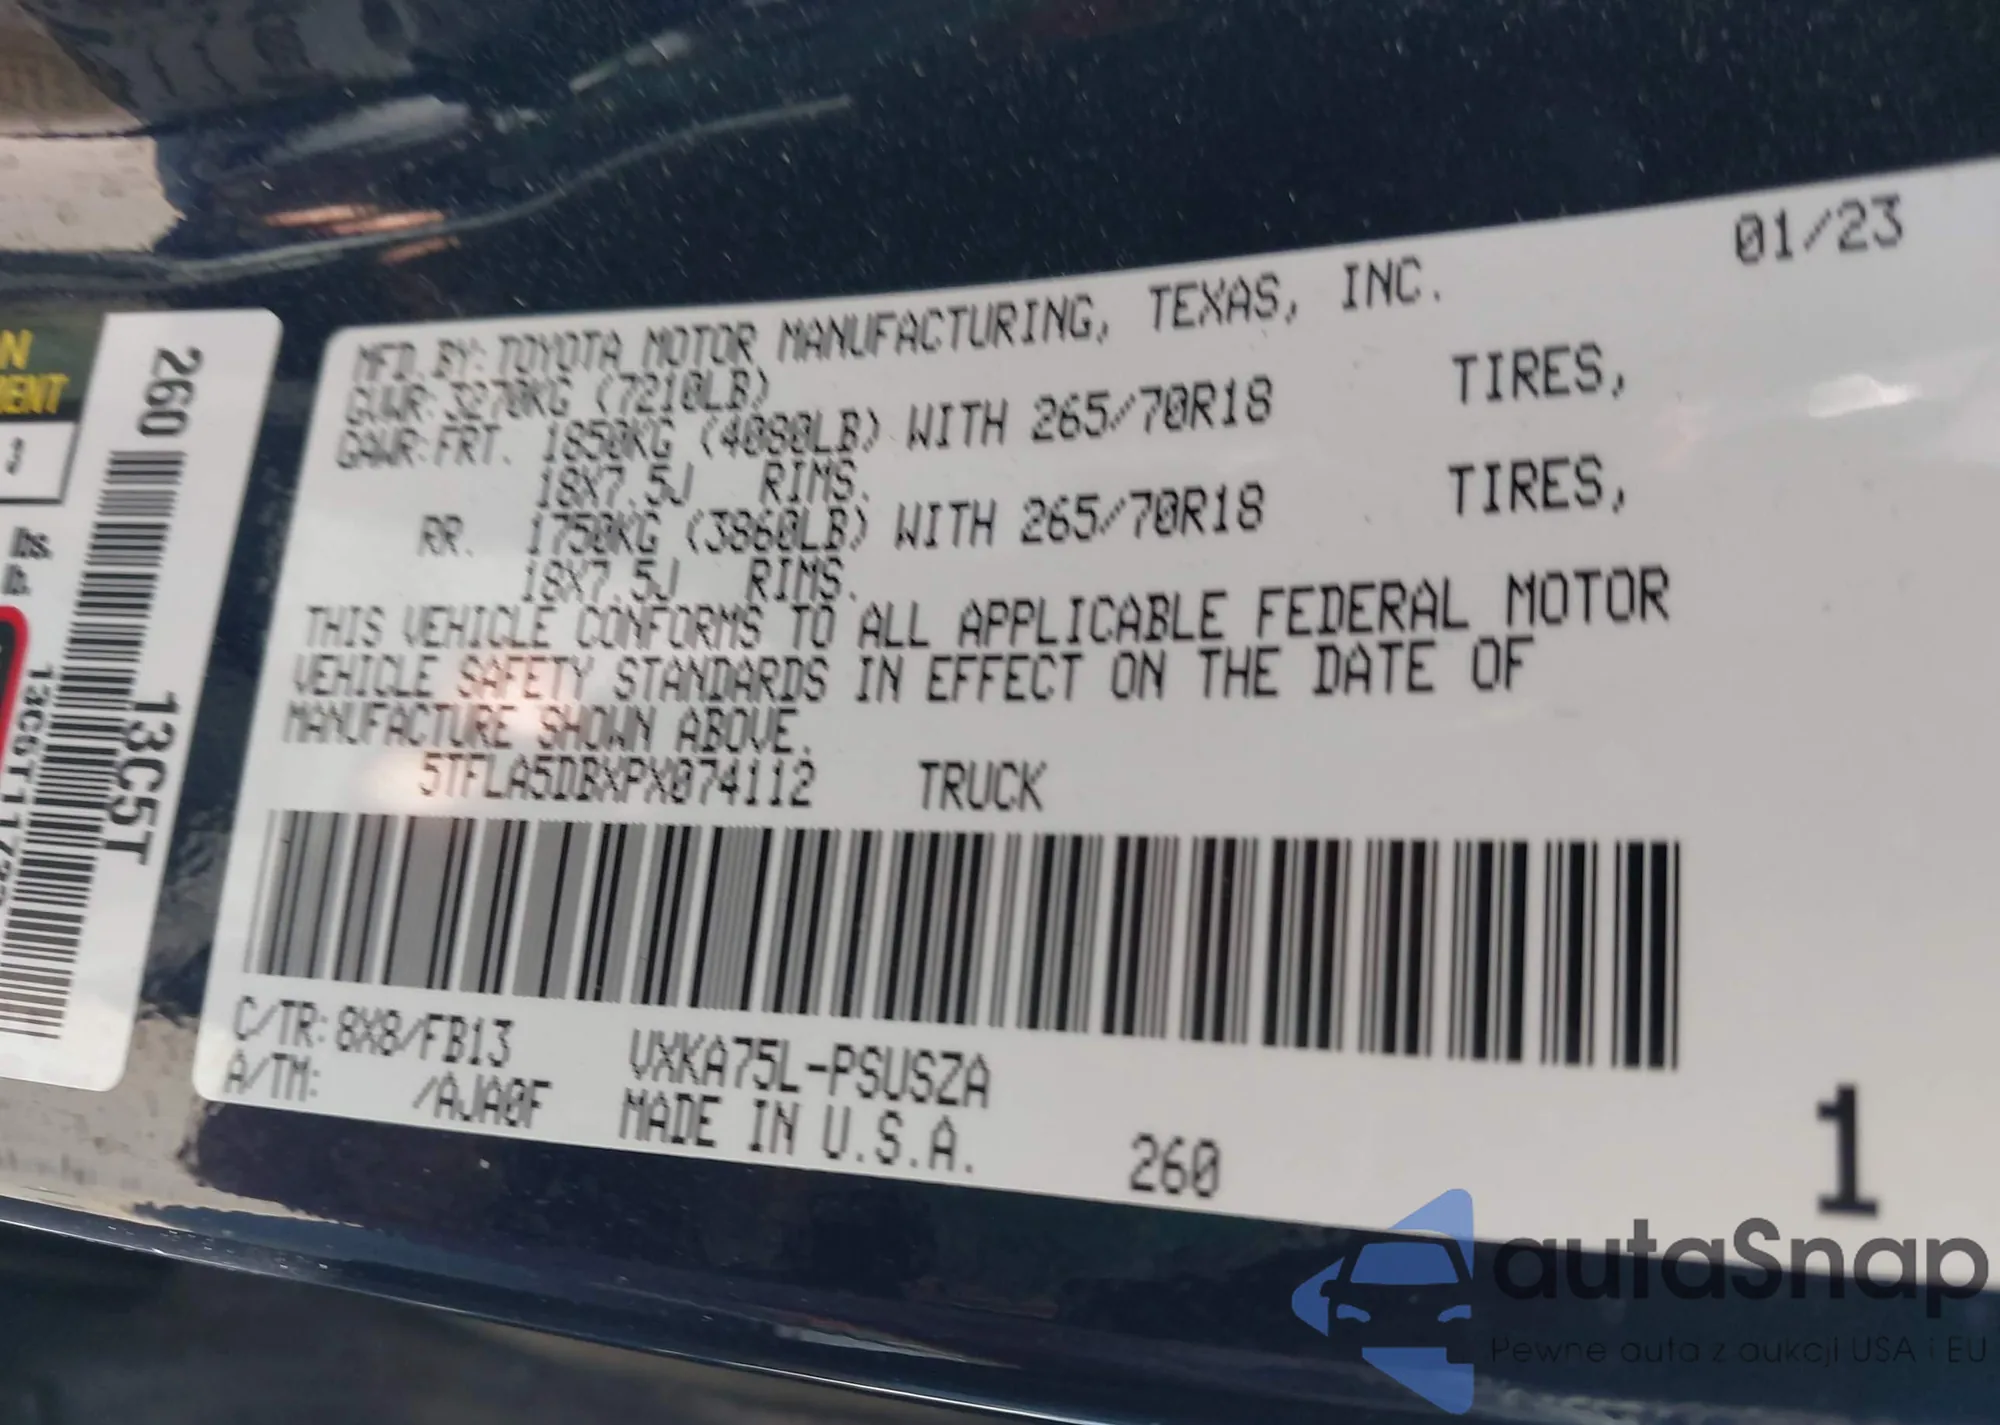 MFD. BY: TOYOTA MOTOR MANUFACTURING, TEXAS, INC. 01/23
GVWR: 3270KG (7210LB)
GAWR: FRT. 1850KG (4080LB) WITH 265/70R18 TIRES,
18X7.5J RIMS.
RR. 1750KG (3860LB) WITH 265/70R18 TIRES,
18X7.5J RIMS.
THIS VEHICLE CONFORMS TO ALL APPLICABLE FEDERAL MOTOR
VEHICLE SAFETY STANDARDS IN EFFECT ON THE DATE OF
MANUFACTURE SHOWN ABOVE.
5TFLA5DBXPX074112 TRUCK
C/TR: 8X8/FB13 VXKA75L-PSUSZA
A/TM: /AJA0F MADE IN U.S.A. 260
1
260
13C5T
3
lbs.
lb.
autaSnap
Pewne auta z aukcji USA i EU